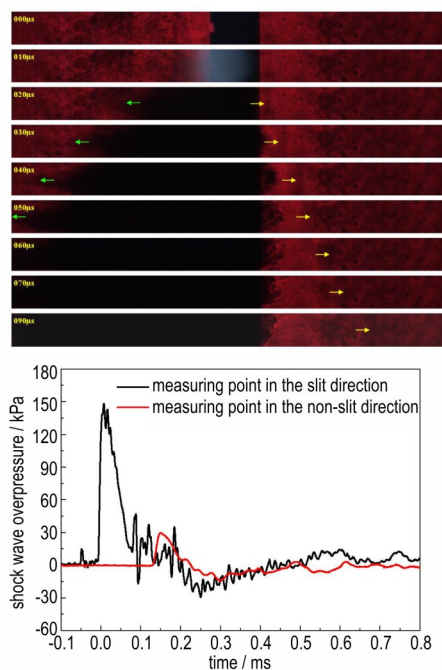 000μs
010μs
020μs
030μs
040μs
050μs
060μs
070μs
090μs
180
150
120
90
60
30
0
-30
-60
shock wave overpressure / kPa
measuring point in the slit direction
measuring point in the non-slit direction
-0.1 0.0 0.1 0.2 0.3 0.4 0.5 0.6 0.7 0.8
time / ms